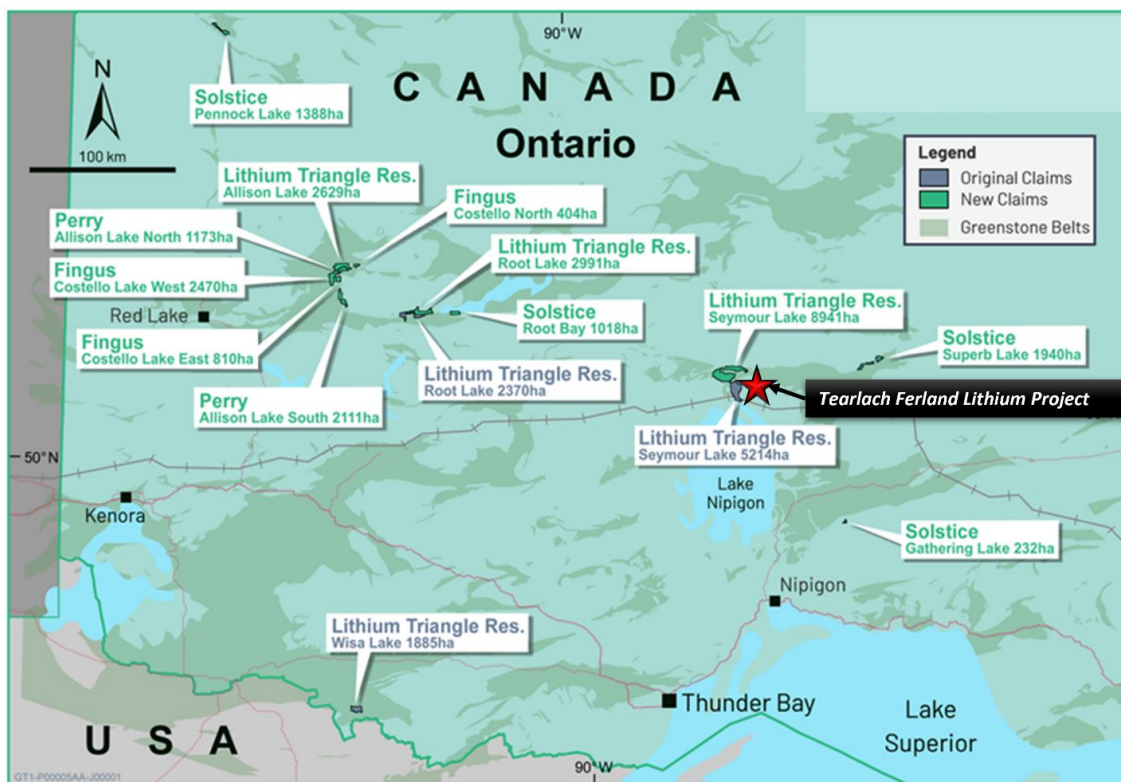 90°W
N
CANADA
Ontario
100 km
Solstice
Pennock Lake 1388ha
Legend
Original Claims
New Claims
Greenstone Belts
Lithium Triangle Res.
Allison Lake 2629ha
Fingus
Costello North 404ha
Perry
Allison Lake North 1173ha
Lithium Triangle Res.
Root Lake 2991ha
Fingus
Costello Lake West 2470ha
Red Lake
Solstice
Root Bay 1018ha
Lithium Triangle Res.
Seymour Lake 8941ha
Solstice
Superb Lake 1940ha
Fingus
Costello Lake East 810ha
Lithium Triangle Res.
Root Lake 2370ha
Perry
Allison Lake South 2111ha
Tearlach Ferland Lithium Project
Lithium Triangle Res.
Seymour Lake 5214ha
50°N
Lake
Nipigon
Kenora
Solstice
Gathering Lake 232ha
Nipigon
Lithium Triangle Res.
Wisa Lake 1885ha
Thunder Bay
Lake
Superior
USA
90°W
GT1-P00005AA-J00001